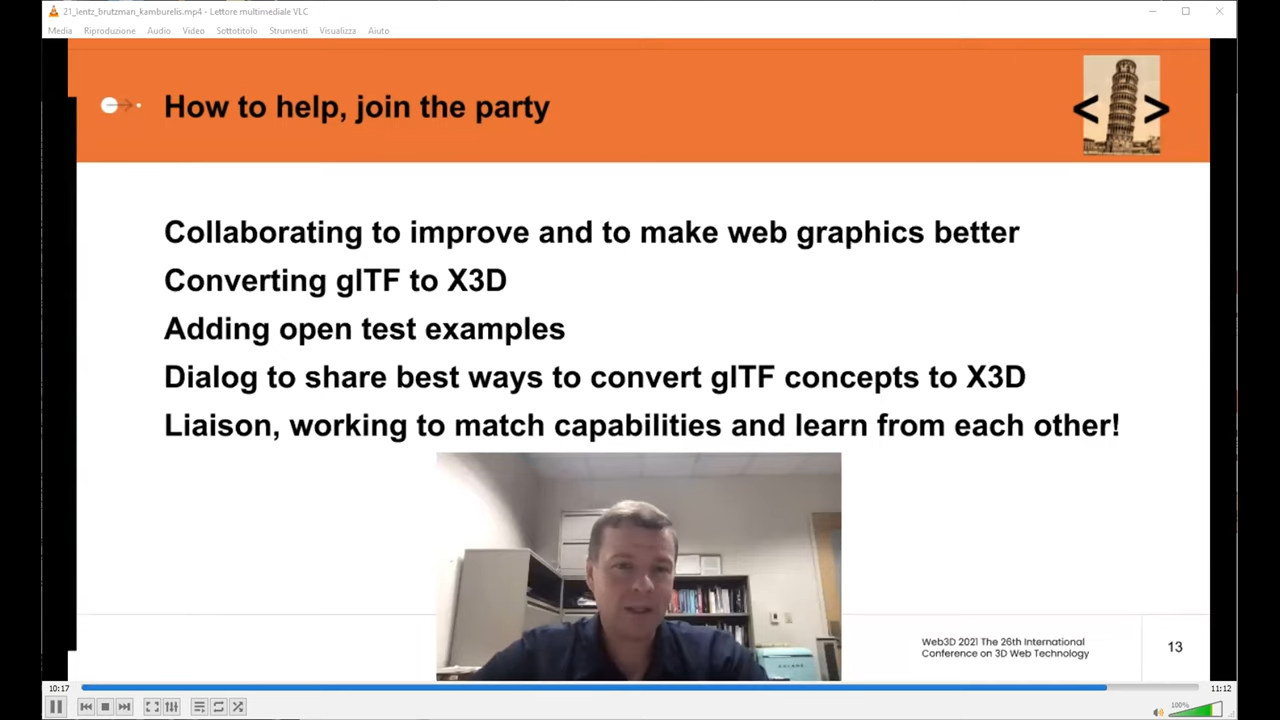 21_lentz_brutzman_kamburelis.mp4 - Lettore multimediale VLC
Media Riproduzione Audio Video Sottotitolo Strumenti Visualizza Aiuto
How to help, join the party
< >
Collaborating to improve and to make web graphics better
Converting glTF to X3D
Adding open test examples
Dialog to share best ways to convert glTF concepts to X3D
Liaison, working to match capabilities and learn from each other!
Web3D 2021 The 26th International
Conference on 3D Web Technology
13
10:17
11:12
100%